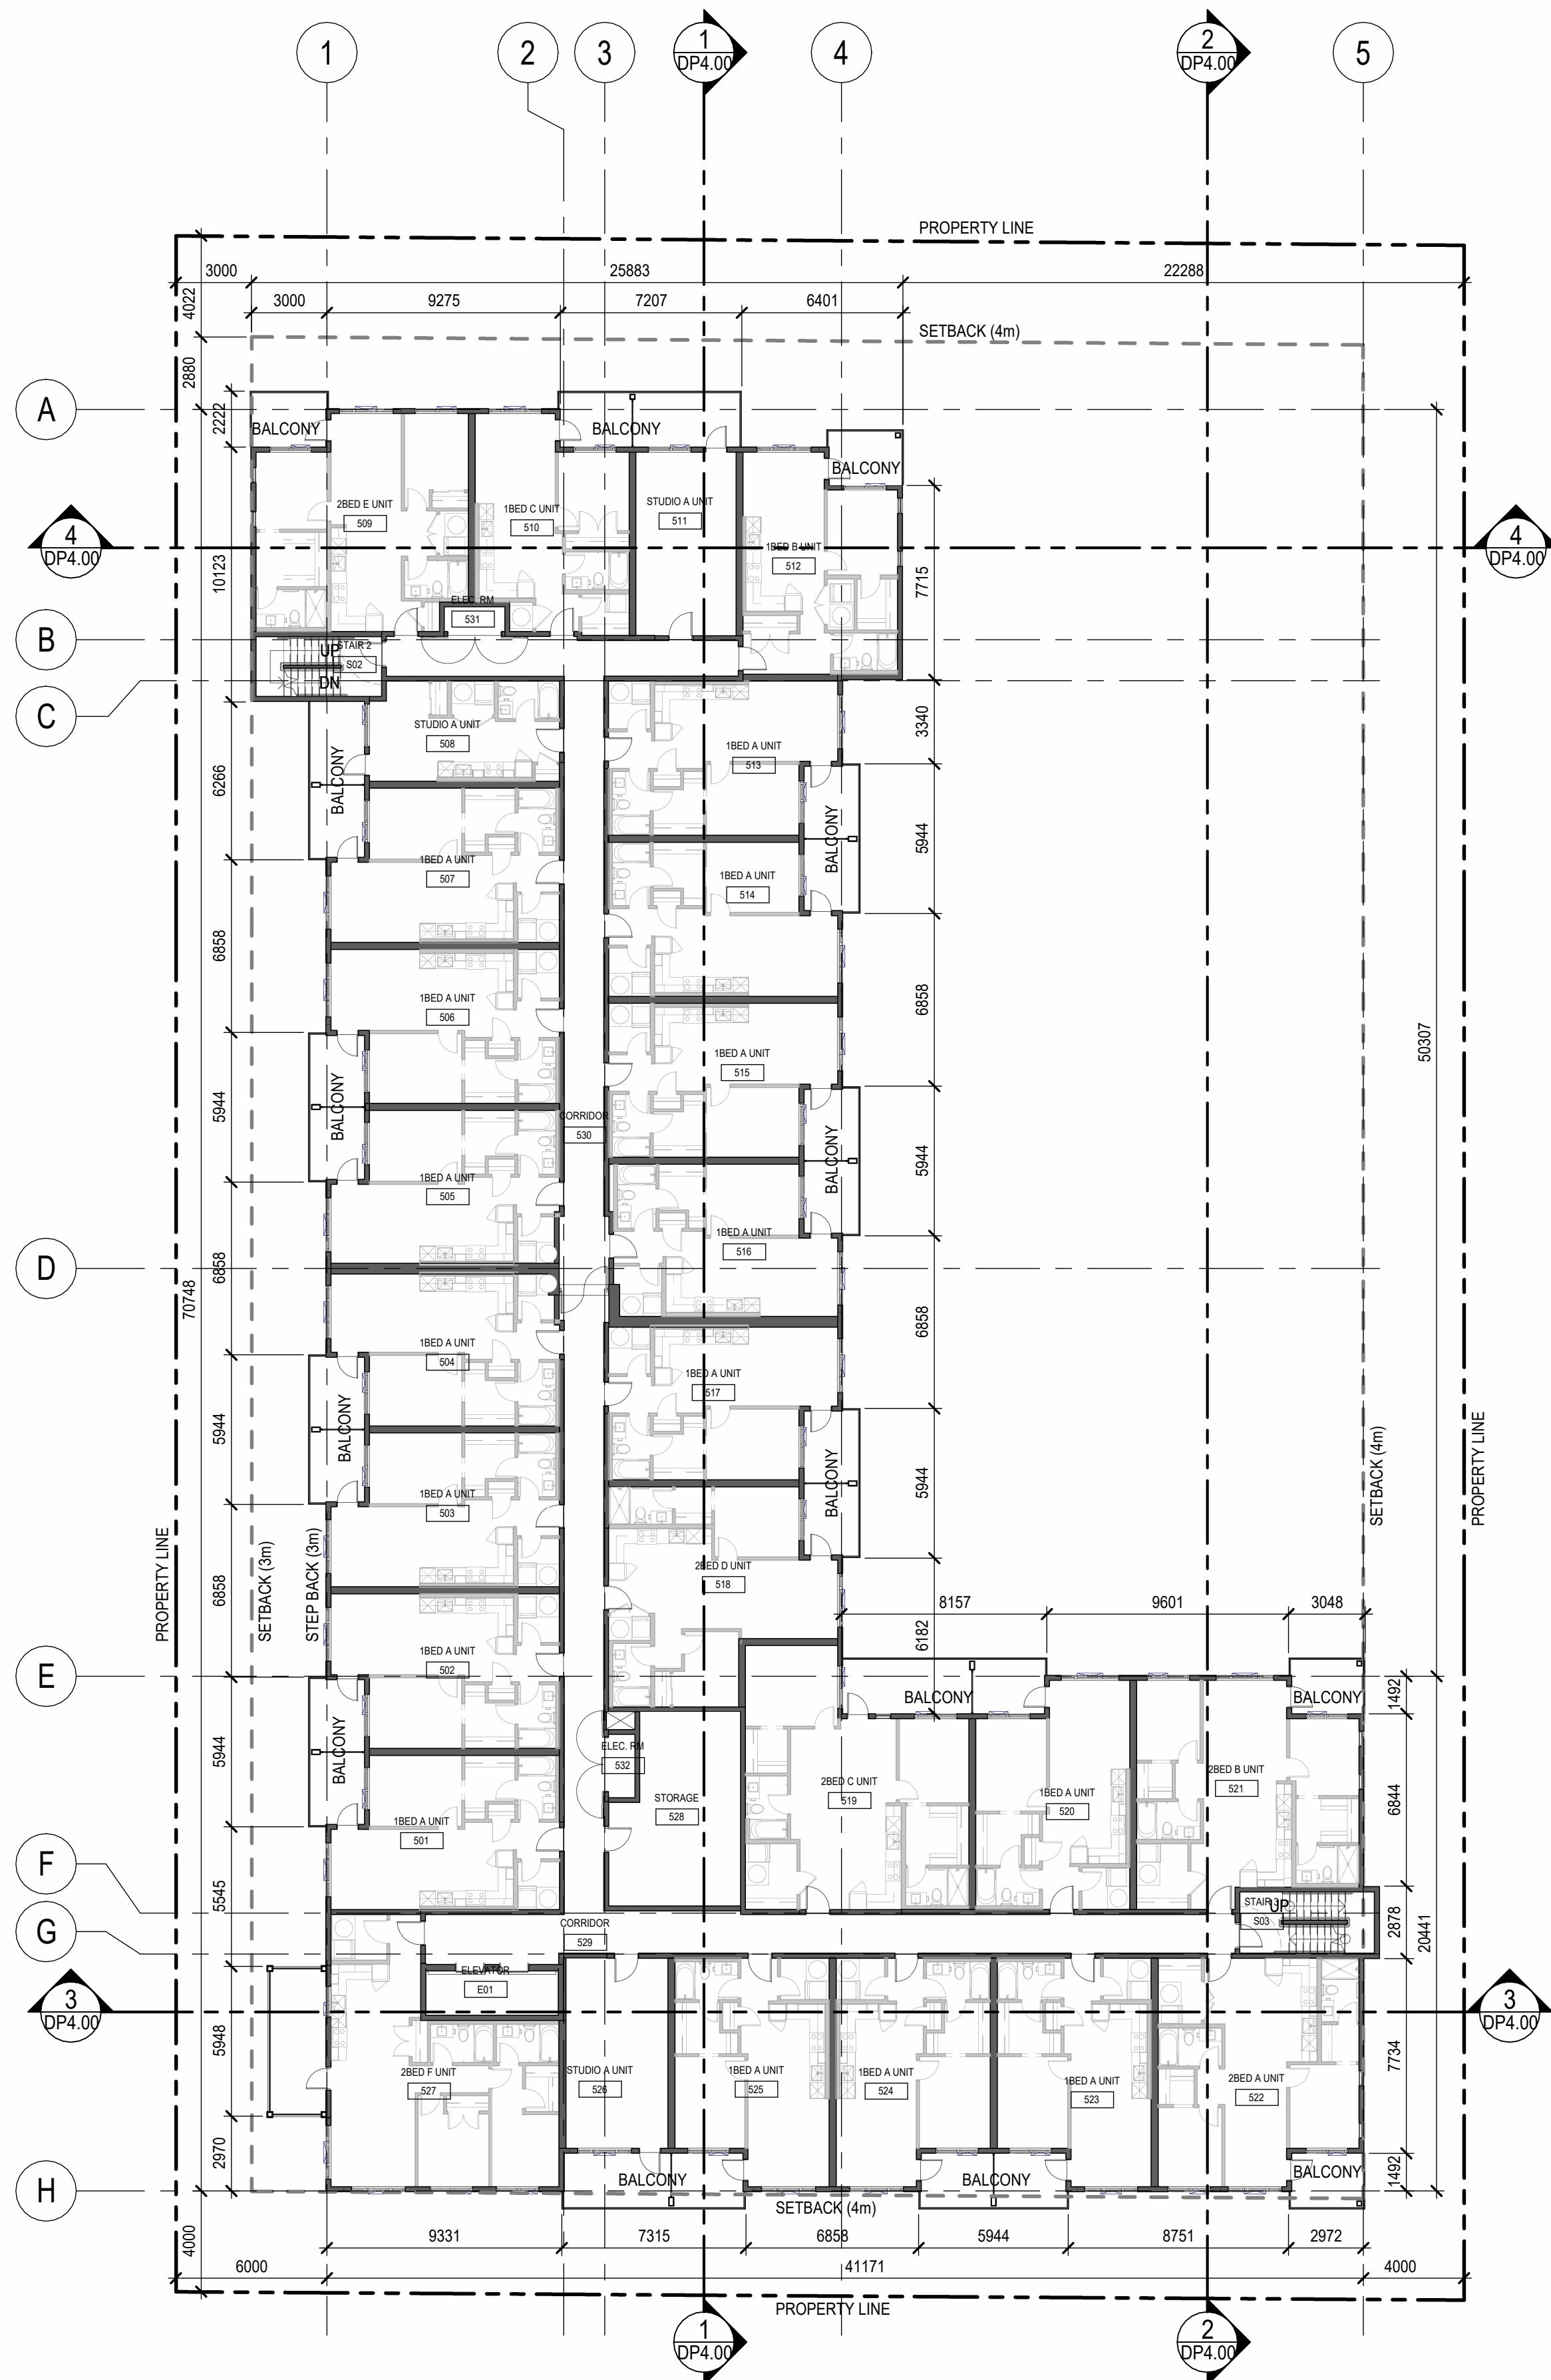 1
2
3
1
DP4.00
4
2
DP4.00
5
PROPERTY LINE
3000
25883
22288
4022
3000
9275
7207
6401
SETBACK (4m)
2880
A
2222
BALCONY
BALCONY
BALCONY
2BED E UNIT
509
1BED C UNIT
510
STUDIO A UNIT
511
1BED B UNIT
512
4
DP4.00
4
DP4.00
10123
7715
ELEC. RM
531
B
UP
STAIR 2
S02
DN
C
STUDIO A UNIT
508
3340
1BED A UNIT
513
6266
BALCONY
5944
BALCONY
1BED A UNIT
507
1BED A UNIT
514
6858
6858
1BED A UNIT
506
1BED A UNIT
515
50307
5944
BALCONY
CORRIDOR
530
5944
BALCONY
1BED A UNIT
505
1BED A UNIT
516
D
6858
70748
6858
1BED A UNIT
504
1BED A UNIT
517
5944
BALCONY
5944
BALCONY
SETBACK (4m)
PROPERTY LINE
1BED A UNIT
503
PROPERTY LINE
SETBACK (3m)
STEP BACK (3m)
2BED D UNIT
518
6858
8157
9601
3048
6182
1BED A UNIT
502
E
BALCONY
BALCONY
1492
5944
BALCONY
ELEC. RM
532
STORAGE
528
2BED C UNIT
519
1BED A UNIT
520
2BED B UNIT
521
6844
1BED A UNIT
501
F
5545
STAIR 3
UP
S03
2878
20441
G
CORRIDOR
529
ELEVATOR
E01
3
DP4.00
3
DP4.00
5948
7734
2BED F UNIT
527
STUDIO A UNIT
526
1BED A UNIT
525
1BED A UNIT
524
1BED A UNIT
523
2BED A UNIT
522
2970
H
BALCONY
BALCONY
BALCONY
1492
SETBACK (4m)
4000
9331
7315
6858
5944
8751
2972
6000
41171
4000
PROPERTY LINE
1
DP4.00
2
DP4.00